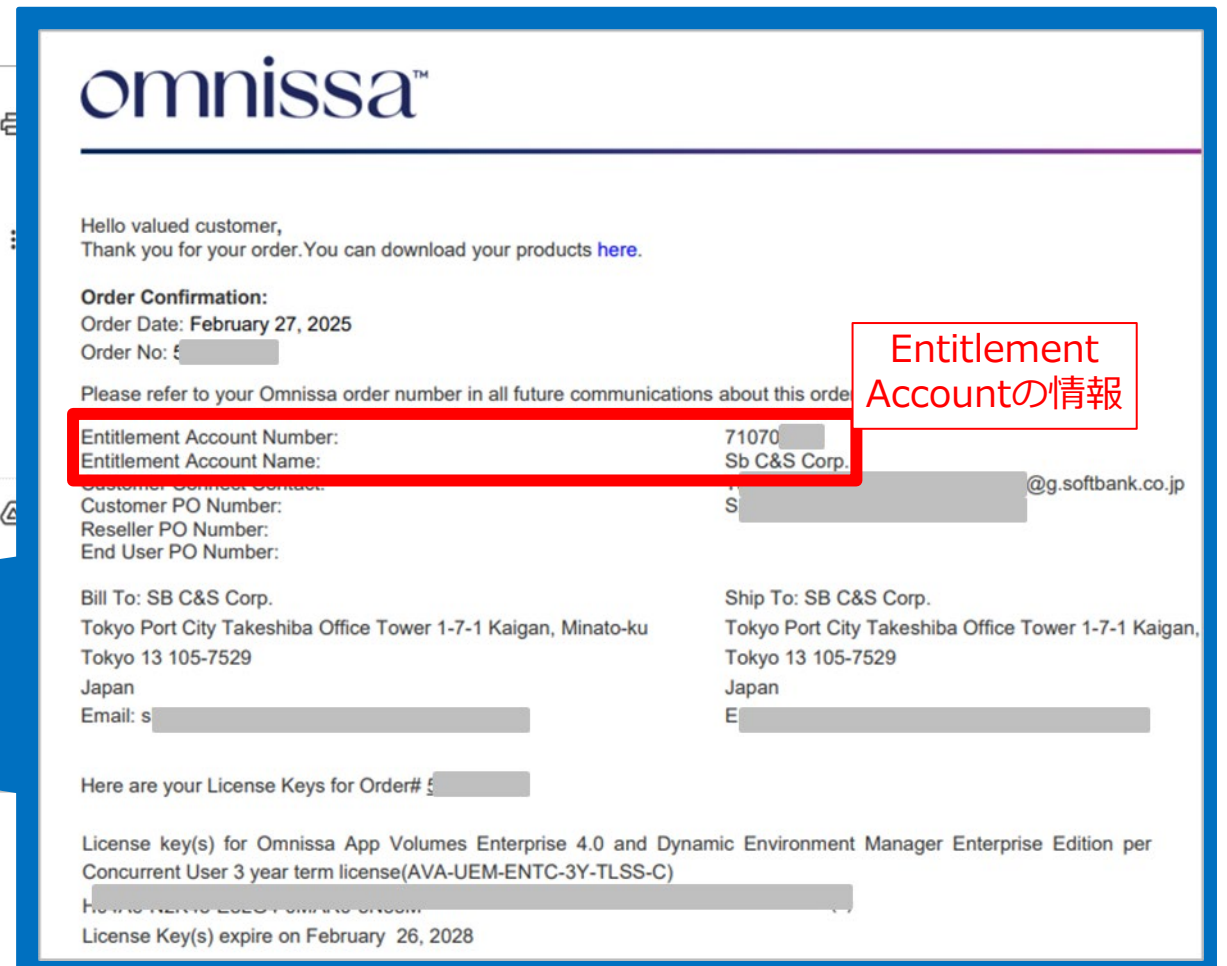 omnissa™
Hello valued customer,
Thank you for your order.You can download your products here.
Order Confirmation:
Order Date: February 27, 2025
Order No:
Entitlement
Accountの情報
Please refer to your Omnissa order number in all future communications about this
Entitlement Account Number: 71070
Entitlement Account Name: Sb C&S Corp.
@g.softbank.co.jp
Customer PO Number: S
Reseller PO Number:
End User PO Number:
Bill To: SB C&S Corp.
Tokyo Port City Takeshiba Office Tower 1-7-1 Kaigan, Minato-ku
Tokyo 13 105-7529
Japan
Email: s
Ship To: SB C&S Corp.
Tokyo Port City Takeshiba Office Tower 1-7-1 Kaigan,
Tokyo 13 105-7529
Japan
E
Here are your License Keys for Order#
License key(s) for Omnissa App Volumes Enterprise 4.0 and Dynamic Environment Manager Enterprise Edition per
Concurrent User 3 year term license(AVA-UEM-ENTC-3Y-TLSS-C)
License Key(s) expire on February 26, 2028